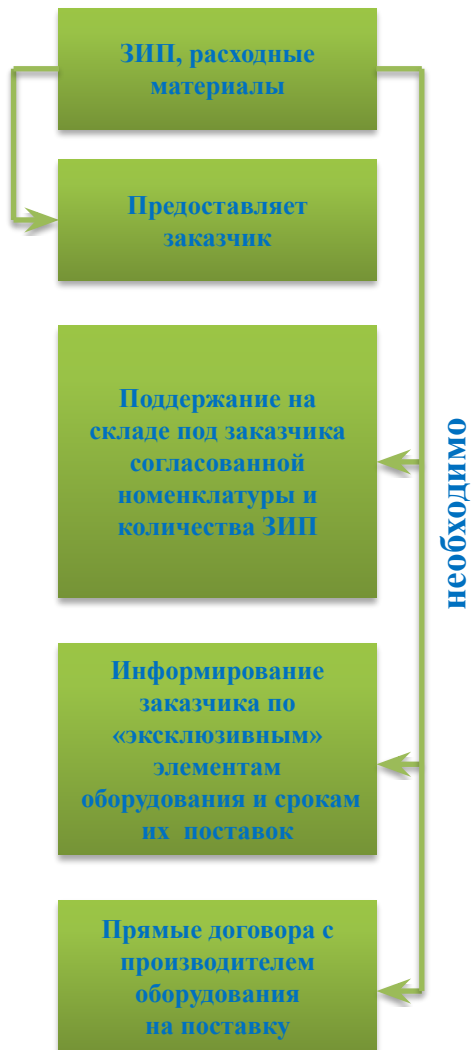 ЗИП, расходные
материалы
Предоставляет
заказчик
Поддержание на
складе под заказчика
согласованной
номенклатуры и
количества ЗИП
Информирование
заказчика по
«эксклюзивным»
элементам
оборудования и срокам
их поставок
Прямые договора с
производителем
оборудования
на поставку
необходимо